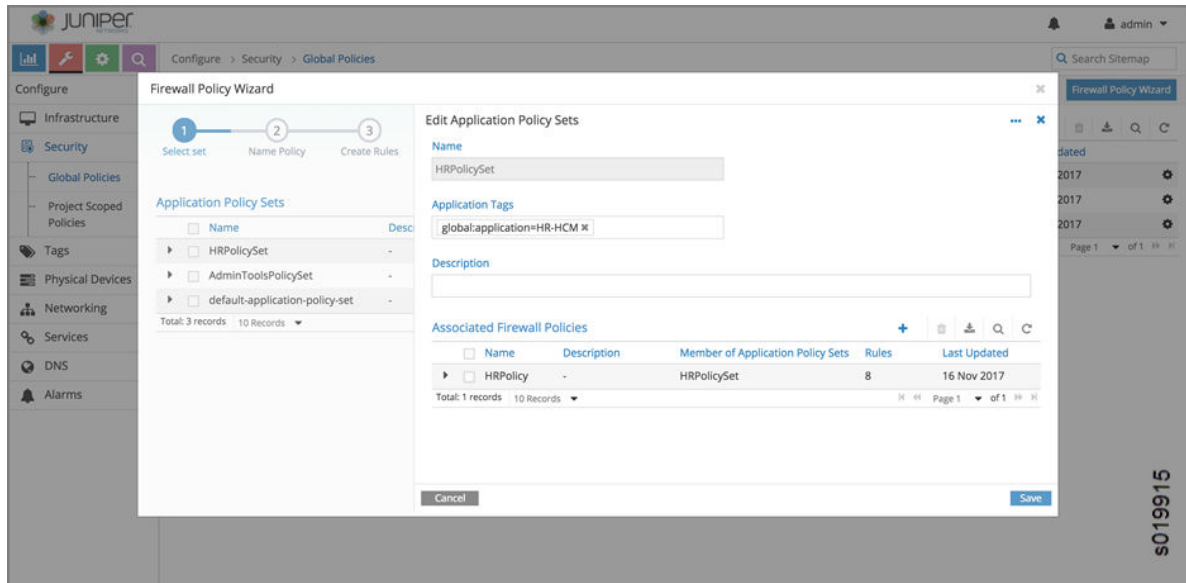 JUNIPER
NETWORKS
admin
Configure > Security > Global Policies
Search Sitemap
Configure
Infrastructure
Security
Global Policies
Project Scoped
Policies
Tags
Physical Devices
Networking
Services
DNS
Alarms
Firewall Policy Wizard
Firewall Policy Wizard
1
2
3
Select set
Name Policy
Create Rules
Application Policy Sets
Name Desc
HRPolicySet -
AdminToolsPolicySet -
default-application-policy-set -
Total: 3 records 10 Records
Edit Application Policy Sets
Name
HRPolicySet
Application Tags
global:application=HR-HCM
Description
Associated Firewall Policies
Name Description Member of Application Policy Sets Rules Last Updated
HRPolicy - HRPolicySet 8 16 Nov 2017
Total: 1 records 10 Records Page 1 of 1
Cancel Save
dated
2017
2017
2017
Page 1 of 1
s019915